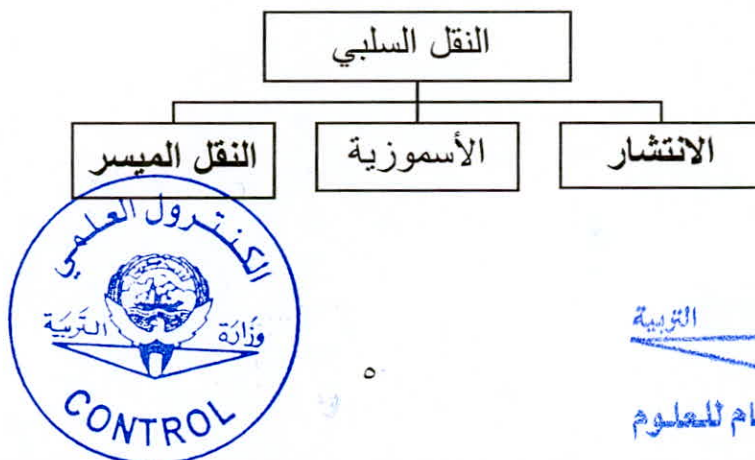 النقل السلبي
الانتشار
الأسموزية
النقل الميسر
الكنترول العلمي
وزارة التربية
CONTROL
٥
التربية
ام للعلوم